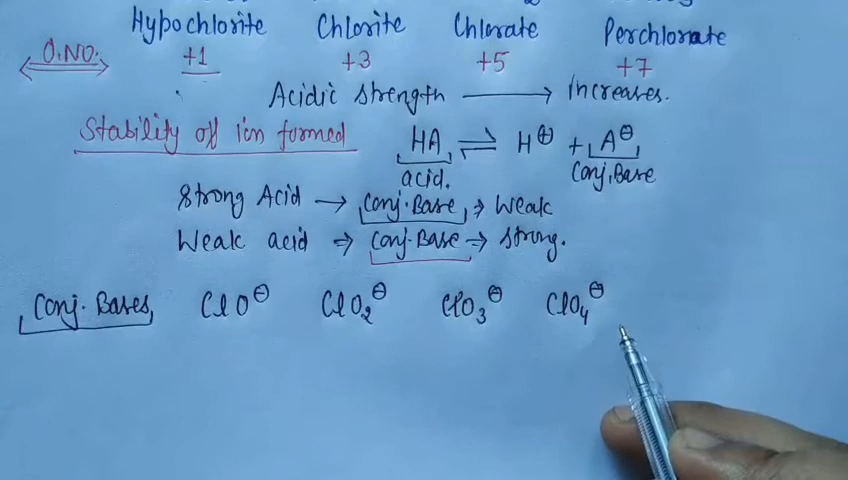 Hypochlorite Chlorite Chlorate Perchlorate
O.NO. +1 +3 +5 +7
Acidic strength → Increases.
Stability of ion formed HA ⇌ H⊕ + A⊖
acid. Conj. Base
Strong Acid → Conj. Base → Weak
Weak acid ⇒ Conj. Base ⇒ strong.
Conj. Bases ClO⊖ ClO₂⊖ ClO₃⊖ ClO₄⊖